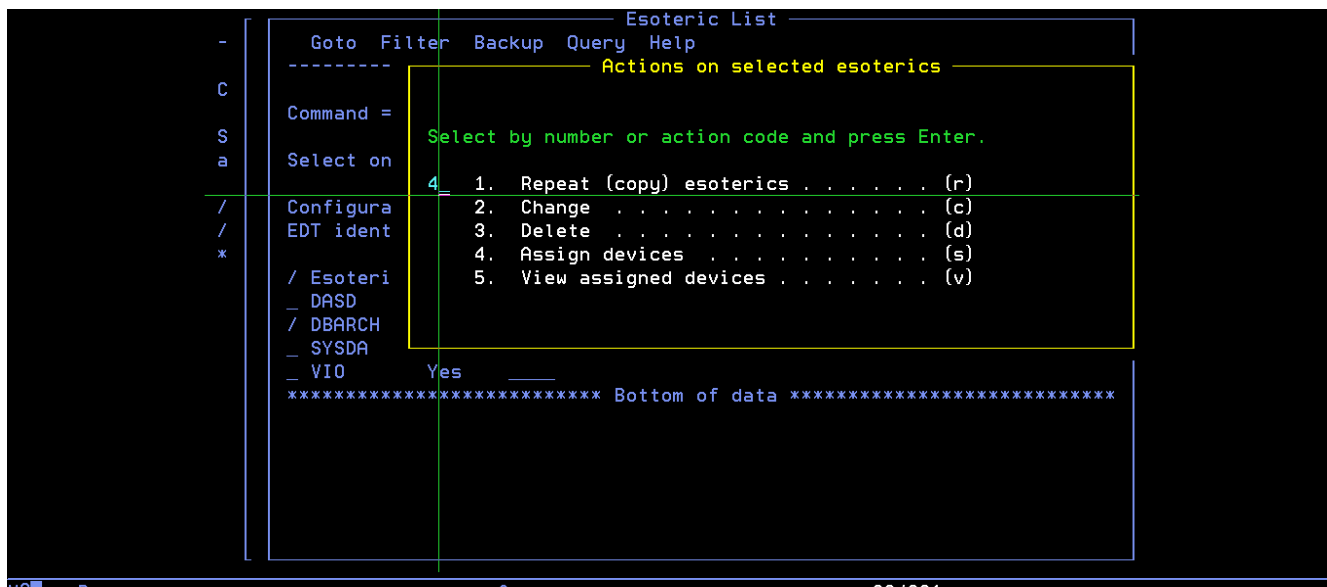 Esoteric List
- Goto Filter Backup Query Help
--------- Actions on selected esoterics
C
Command =
S Select by number or action code and press Enter.
a Select on
4_ 1. Repeat (copy) esoterics . . . . . . (r)
/ Configura 2. Change . . . . . . . . . . . . . . (c)
/ EDT ident 3. Delete . . . . . . . . . . . . . . (d)
* 4. Assign devices . . . . . . . . . . (s)
/ Esoteri 5. View assigned devices . . . . . . . (v)
_ DASD
/ DBARCH
_ SYSDA
_ VIO Yes ____
*************************** Bottom of data ****************************